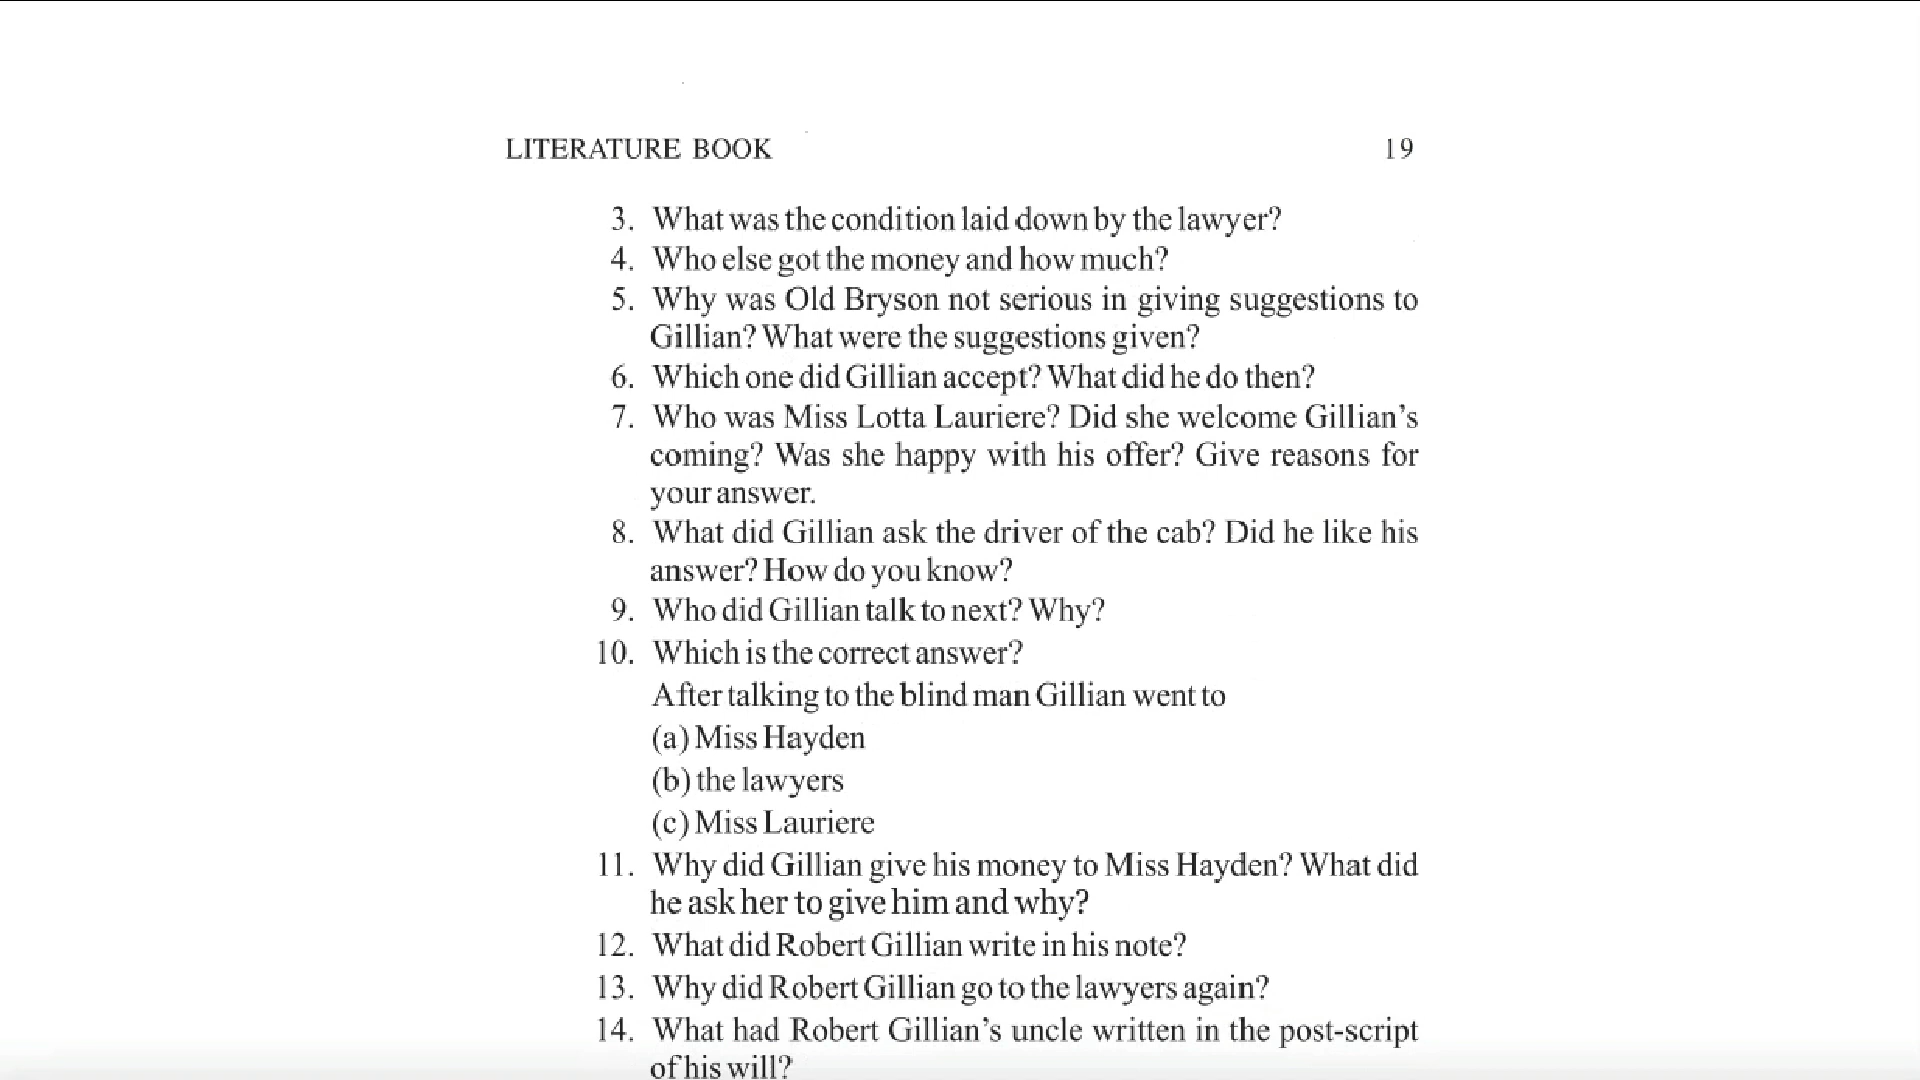 LITERATURE BOOK 19
3. What was the condition laid down by the lawyer?
4. Who else got the money and how much?
5. Why was Old Bryson not serious in giving suggestions to
Gillian? What were the suggestions given?
6. Which one did Gillian accept? What did he do then?
7. Who was Miss Lotta Lauriere? Did she welcome Gillian's
coming? Was she happy with his offer? Give reasons for
your answer.
8. What did Gillian ask the driver of the cab? Did he like his
answer? How do you know?
9. Who did Gillian talk to next? Why?
10. Which is the correct answer?
After talking to the blind man Gillian went to
(a) Miss Hayden
(b) the lawyers
(c) Miss Lauriere
11. Why did Gillian give his money to Miss Hayden? What did
he ask her to give him and why?
12. What did Robert Gillian write in his note?
13. Why did Robert Gillian go to the lawyers again?
14. What had Robert Gillian's uncle written in the post-script
of his will?